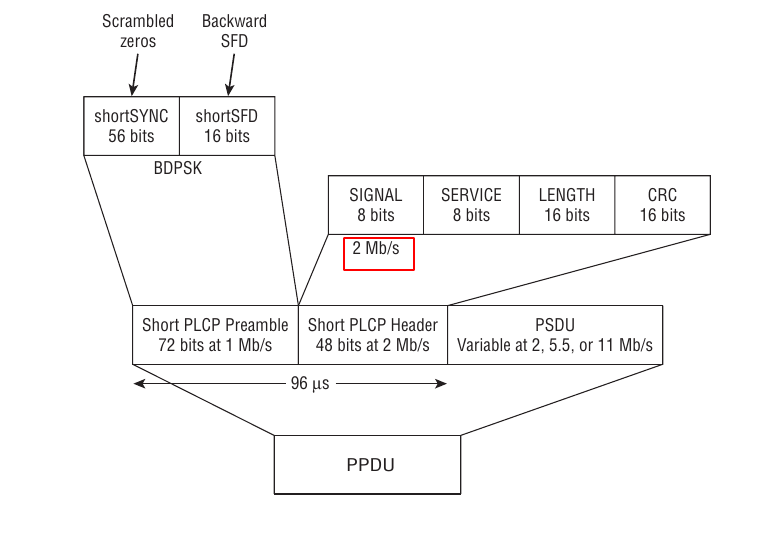 Scrambled
zeros
Backward
SFD
shortSYNC
56 bits
shortSFD
16 bits
BDPSK
SIGNAL
8 bits
SERVICE
8 bits
LENGTH
16 bits
CRC
16 bits
2 Mb/s
Short PLCP Preamble
72 bits at 1 Mb/s
Short PLCP Header
48 bits at 2 Mb/s
PSDU
Variable at 2, 5.5, or 11 Mb/s
96 μs
PPDU